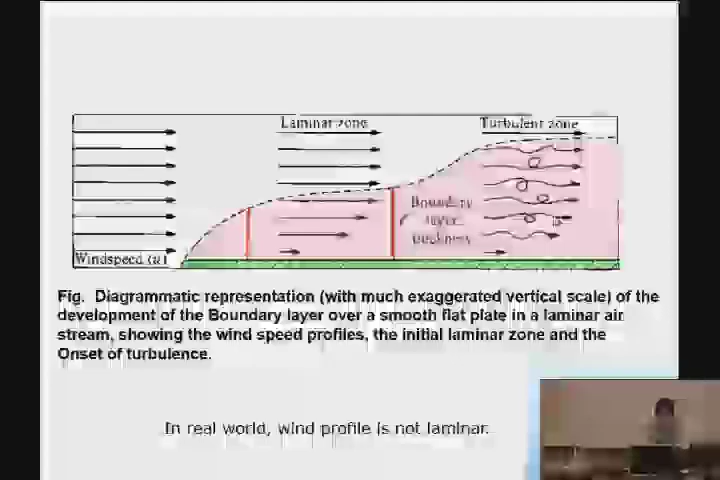 Laminar zone
Turbulent zone
Boundary
layer
thickness
Windspeed (u)
Fig. Diagrammatic representation (with much exaggerated vertical scale) of the
development of the Boundary layer over a smooth flat plate in a laminar air
stream, showing the wind speed profiles, the initial laminar zone and the
Onset of turbulence.
In real world, wind profile is not laminar.